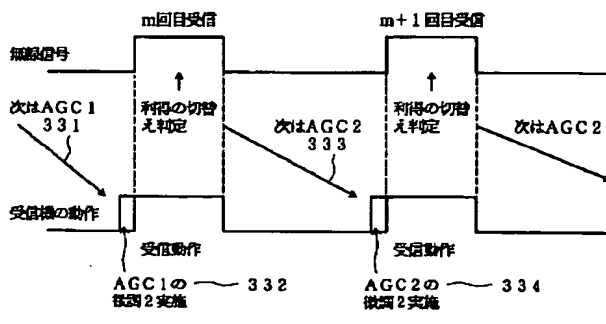 m回目受信
m+1回目受信
無線信号
利得の切替
え判定
利得の切替
え判定
次はAGC1
331
次はAGC2
333
次はAGC2
受信機の動作
受信動作
受信動作
AGC1の
微調2実施
332
AGC2の
微調2実施
334